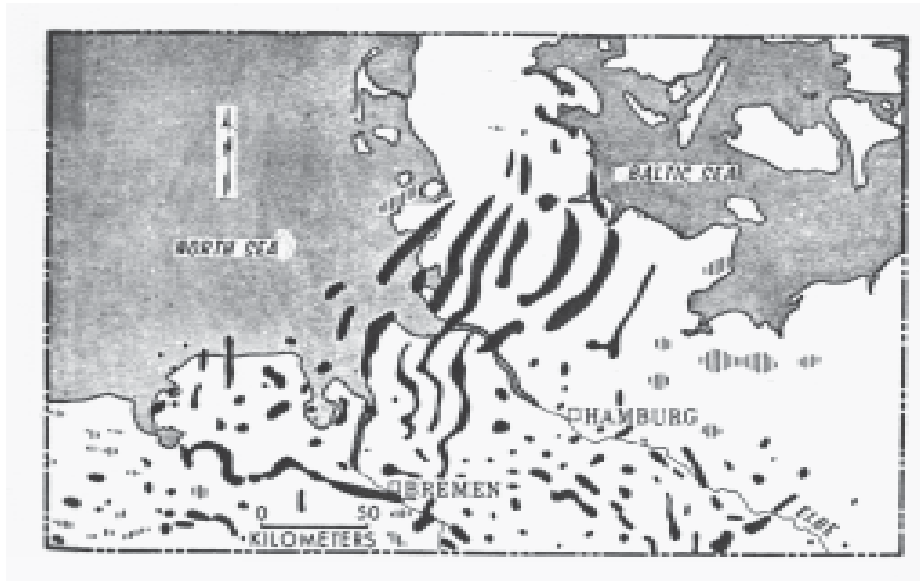 BALTIC SEA
NORTH SEA
HAMBURG
BREMEN
ELBE
0 50
KILOMETERS